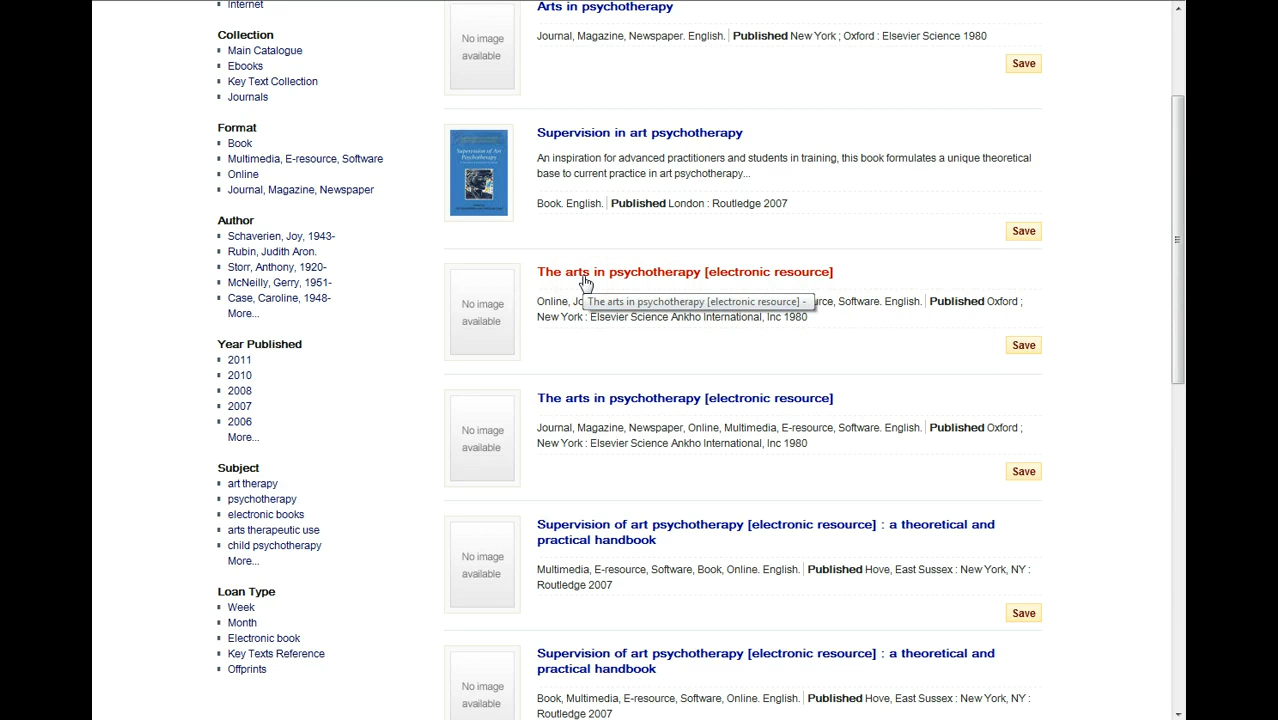 Internet
Collection
Main Catalogue
Ebooks
Key Text Collection
Journals
Format
Book
Multimedia, E-resource, Software
Online
Journal, Magazine, Newspaper
Author
Schaverien, Joy, 1943-
Rubin, Judith Aron.
Storr, Anthony, 1920-
McNeilly, Gerry, 1951-
Case, Caroline, 1948-
More...
Year Published
2011
2010
2008
2007
2006
More...
Subject
art therapy
psychotherapy
electronic books
arts therapeutic use
child psychotherapy
More...
Loan Type
Week
Month
Electronic book
Key Texts Reference
Offprints
No image
available
Arts in psychotherapy
Journal, Magazine, Newspaper. English. Published New York ; Oxford : Elsevier Science 1980
Save
Supervision of Art
Psychotherapy
Supervision in art psychotherapy
An inspiration for advanced practitioners and students in training, this book formulates a unique theoretical
base to current practice in art psychotherapy...
Book. English. Published London : Routledge 2007
Save
No image
available
The arts in psychotherapy [electronic resource]
Online, The arts in psychotherapy [electronic resource] - Software. English. Published Oxford ;
New York : Elsevier Science Ankho International, Inc 1980
Save
No image
available
The arts in psychotherapy [electronic resource]
Journal, Magazine, Newspaper, Online, Multimedia, E-resource, Software. English. Published Oxford ;
New York : Elsevier Science Ankho International, Inc 1980
Save
No image
available
Supervision of art psychotherapy [electronic resource] : a theoretical and
practical handbook
Multimedia, E-resource, Software, Book, Online. English. Published Hove, East Sussex : New York, NY :
Routledge 2007
Save
No image
available
Supervision of art psychotherapy [electronic resource] : a theoretical and
practical handbook
Book, Multimedia, E-resource, Software, Online. English. Published Hove, East Sussex : New York, NY :
Routledge 2007